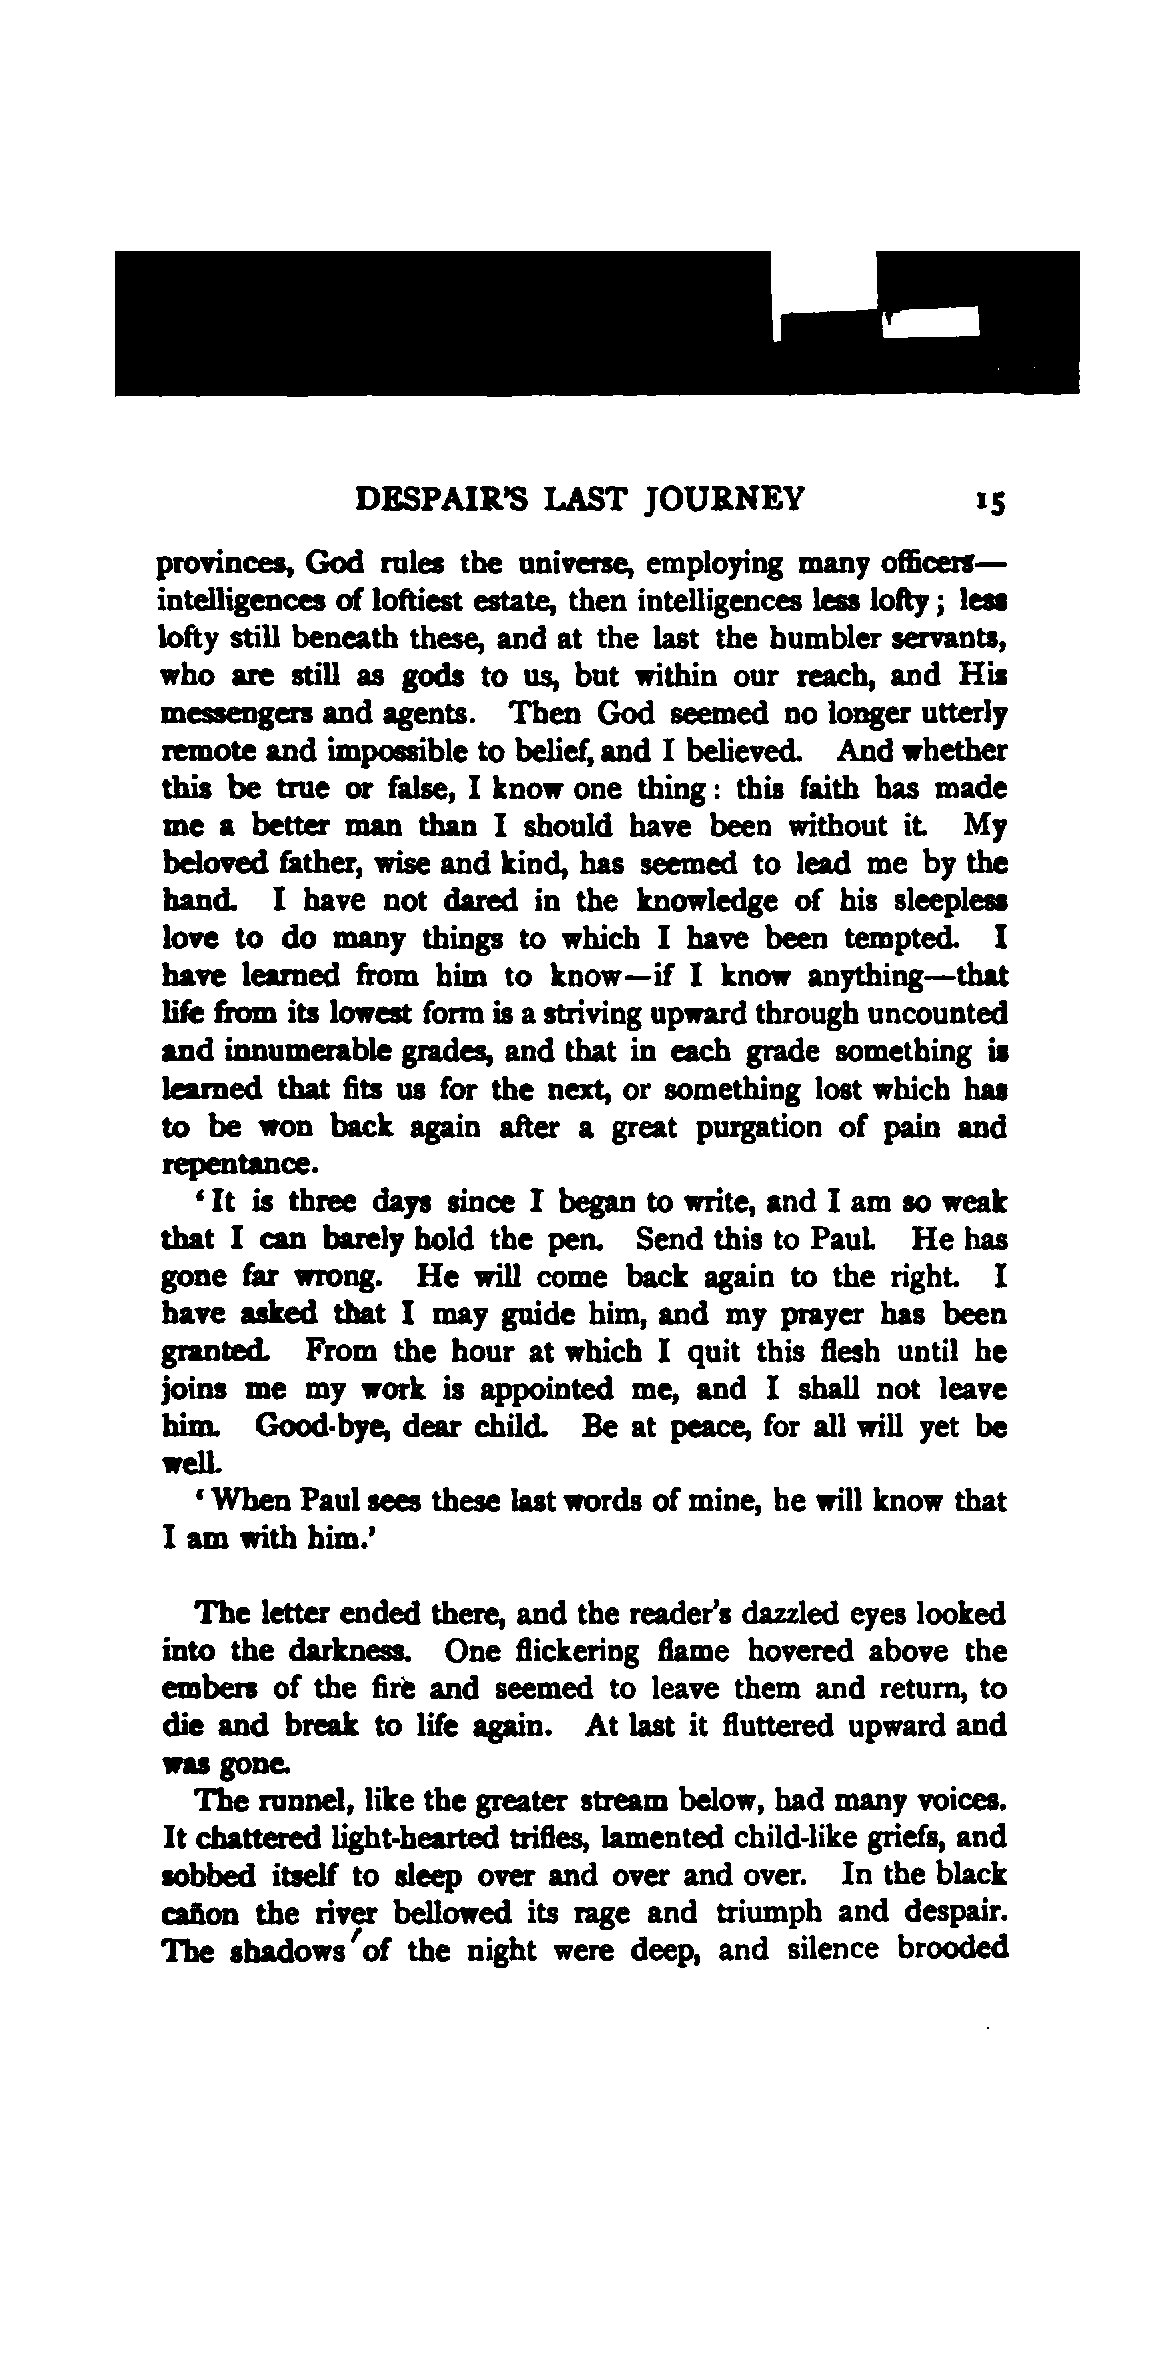 DESPAIR'S LAST JOURNEY 15
provinces, God rules the universe, employing many officers—
intelligences of loftiest estate, then intelligences less lofty; less
lofty still beneath these, and at the last the humbler servants,
who are still as gods to us, but within our reach, and His
messengers and agents. Then God seemed no longer utterly
remote and impossible to belief, and I believed. And whether
this be true or false, I know one thing: this faith has made
me a better man than I should have been without it. My
beloved father, wise and kind, has seemed to lead me by the
hand. I have not dared in the knowledge of his sleepless
love to do many things to which I have been tempted. I
have learned from him to know—if I know anything—that
life from its lowest form is a striving upward through uncounted
and innumerable grades, and that in each grade something is
learned that fits us for the next, or something lost which has
to be won back again after a great purgation of pain and
repentance.
'It is three days since I began to write, and I am so weak
that I can barely hold the pen. Send this to Paul. He has
gone far wrong. He will come back again to the right. I
have asked that I may guide him, and my prayer has been
granted. From the hour at which I quit this flesh until he
joins me my work is appointed me, and I shall not leave
him. Good-bye, dear child. Be at peace, for all will yet be
well.
'When Paul sees these last words of mine, he will know that
I am with him.'
The letter ended there, and the reader's dazzled eyes looked
into the darkness. One flickering flame hovered above the
embers of the fire and seemed to leave them and return, to
die and break to life again. At last it fluttered upward and
was gone.
The runnel, like the greater stream below, had many voices.
It chattered light-hearted trifles, lamented child-like griefs, and
sobbed itself to sleep over and over and over. In the black
cañon the river bellowed its rage and triumph and despair.
The shadows of the night were deep, and silence brooded